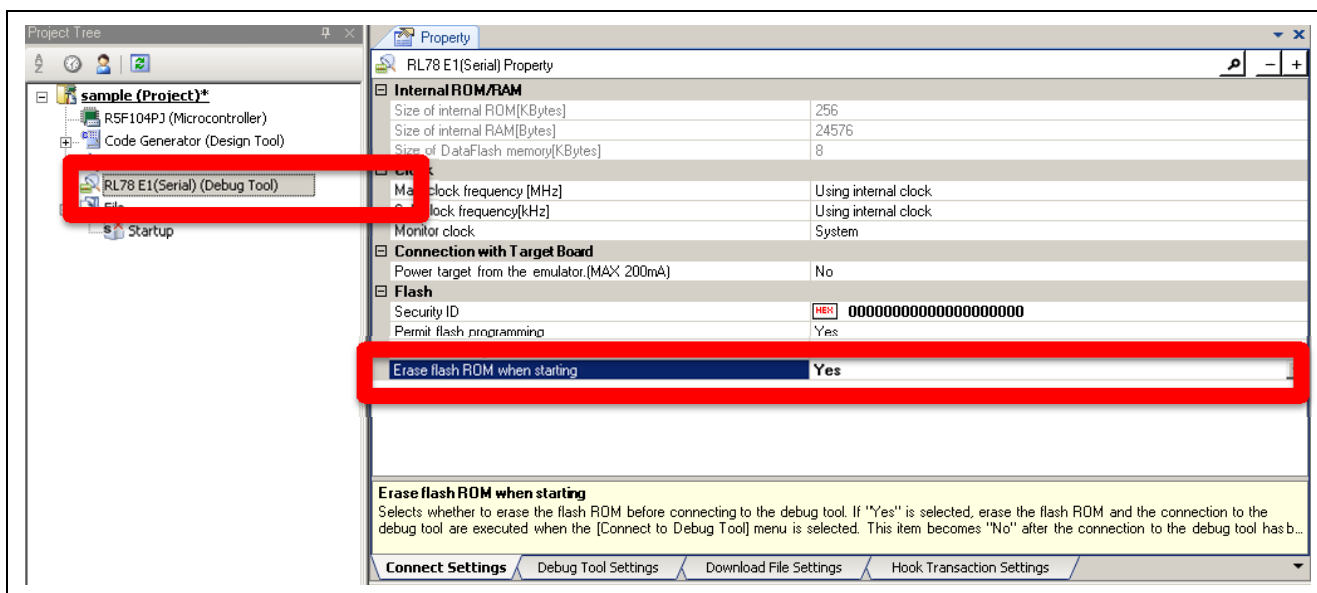 Project Tree
sample (Project)*
R5F104PJ (Microcontroller)
Code Generator (Design Tool)
RL78 E1(Serial) (Debug Tool)
File
Startup
Property
RL78 E1(Serial) Property
Internal ROM/RAM
Size of internal ROM[KBytes] 256
Size of internal RAM[Bytes] 24576
Size of DataFlash memory[KBytes] 8
Clock
clock frequency [MHz] Using internal clock
clock frequency[kHz] Using internal clock
Monitor clock System
Connection with Target Board
Power target from the emulator.(MAX 200mA) No
Flash
Security ID HEX 00000000000000000000
Permit flash programming Yes
Erase flash ROM when starting Yes
Erase flash ROM when starting
Selects whether to erase the flash ROM before connecting to the debug tool. If "Yes" is selected, erase the flash ROM and the connection to the
debug tool are executed when the [Connect to Debug Tool] menu is selected. This item becomes "No" after the connection to the debug tool has b...
Connect Settings Debug Tool Settings Download File Settings Hook Transaction Settings